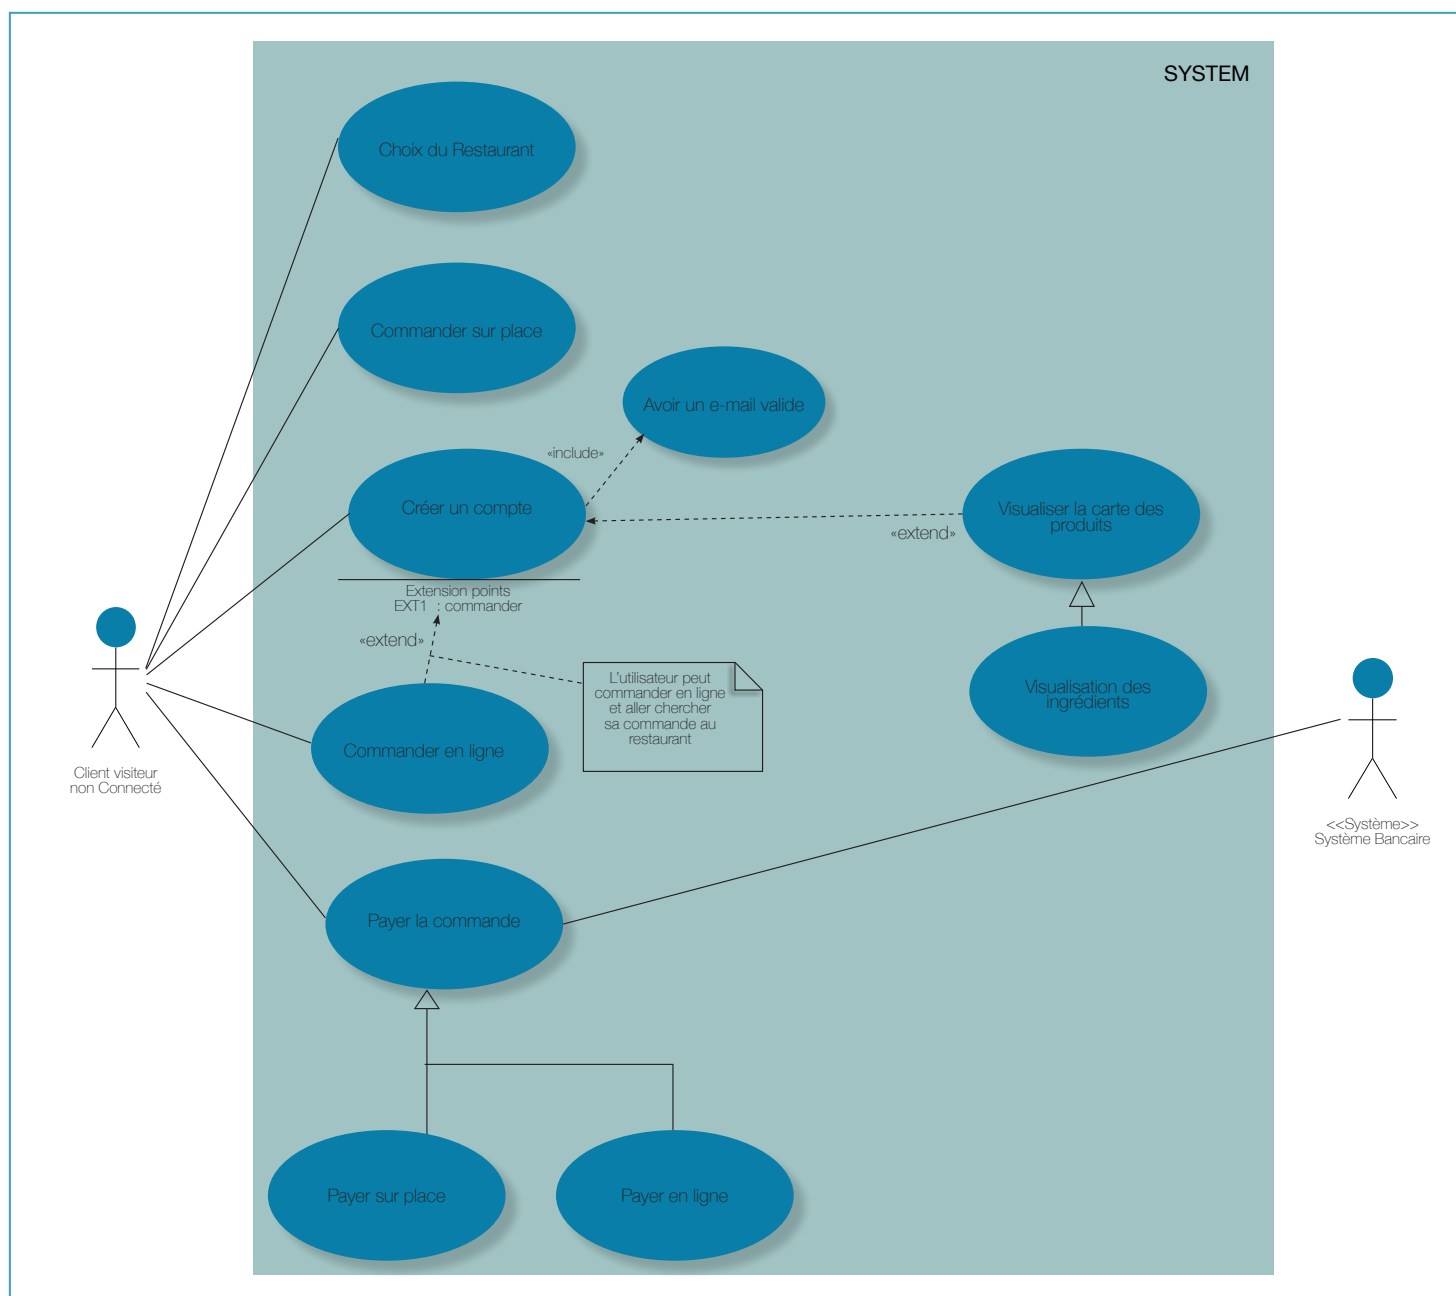 SYSTEM
Choix du Restaurant
Commander sur place
Avoir un e-mail valide
«include»
Créer un compte
Visualiser la carte des
produits
«extend»
Extension points
EXT1 : commander
«extend»
L'utilisateur peut
commander en ligne
et aller chercher
sa commande au
restaurant
Visualisation des
ingrédients
Commander en ligne
Client visiteur
non Connecté
<<Système>>
Système Bancaire
Payer la commande
Payer sur place
Payer en ligne